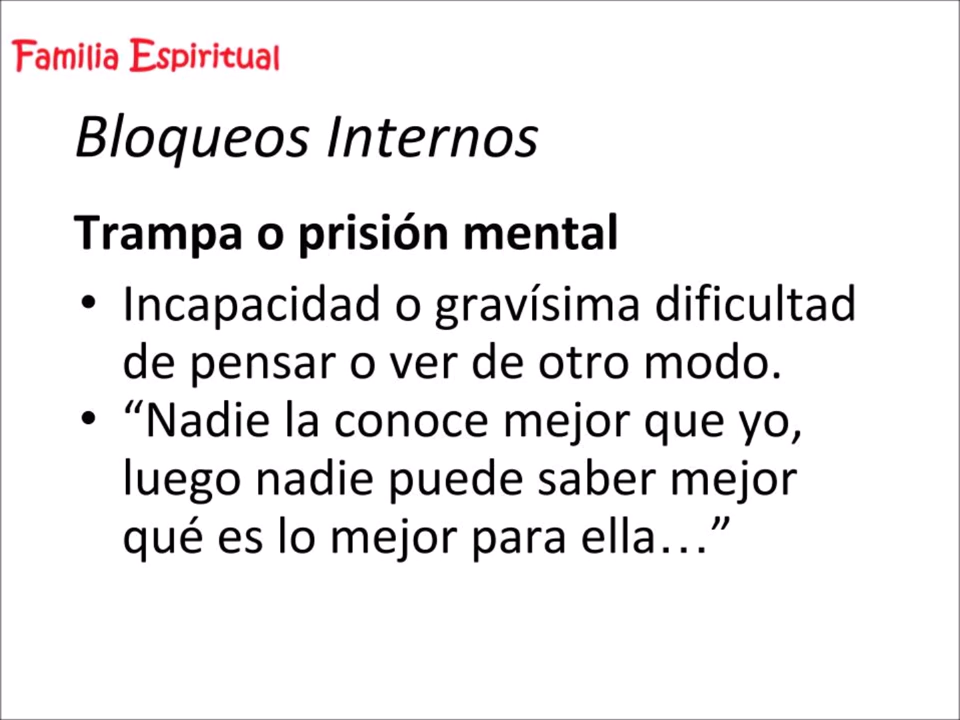 Familia Espiritual
Bloqueos Internos
Trampa o prisión mental
• Incapacidad o gravísima dificultad
de pensar o ver de otro modo.
• “Nadie la conoce mejor que yo,
luego nadie puede saber mejor
qué es lo mejor para ella…”